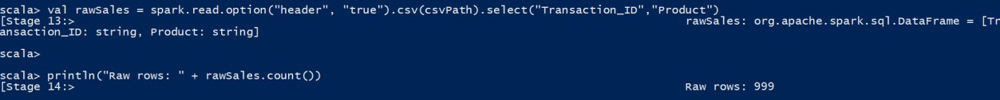 scala> val rawSales = spark.read.option("header", "true").csv(csvPath).select("Transaction_ID","Product")
[Stage 13:> rawSales: org.apache.spark.sql.DataFrame = [Tr
ansaction_ID: string, Product: string]
scala>
scala> println("Raw rows: " + rawSales.count())
[Stage 14:> Raw rows: 999